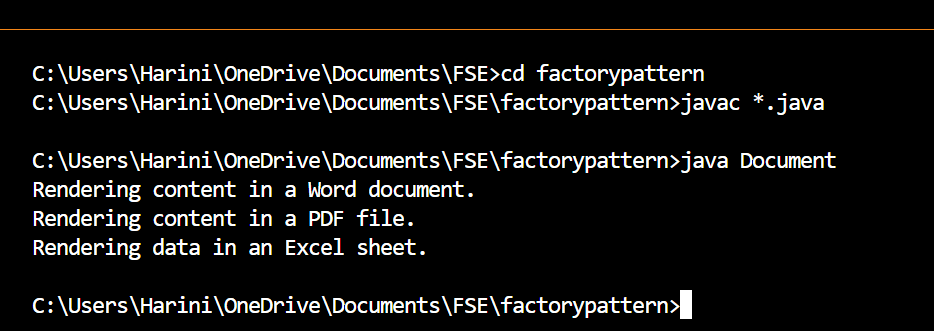 C:\Users\Harini\OneDrive\Documents\FSE>cd factorypattern
C:\Users\Harini\OneDrive\Documents\FSE\factorypattern>javac *.java
C:\Users\Harini\OneDrive\Documents\FSE\factorypattern>java Document
Rendering content in a Word document.
Rendering content in a PDF file.
Rendering data in an Excel sheet.
C:\Users\Harini\OneDrive\Documents\FSE\factorypattern>